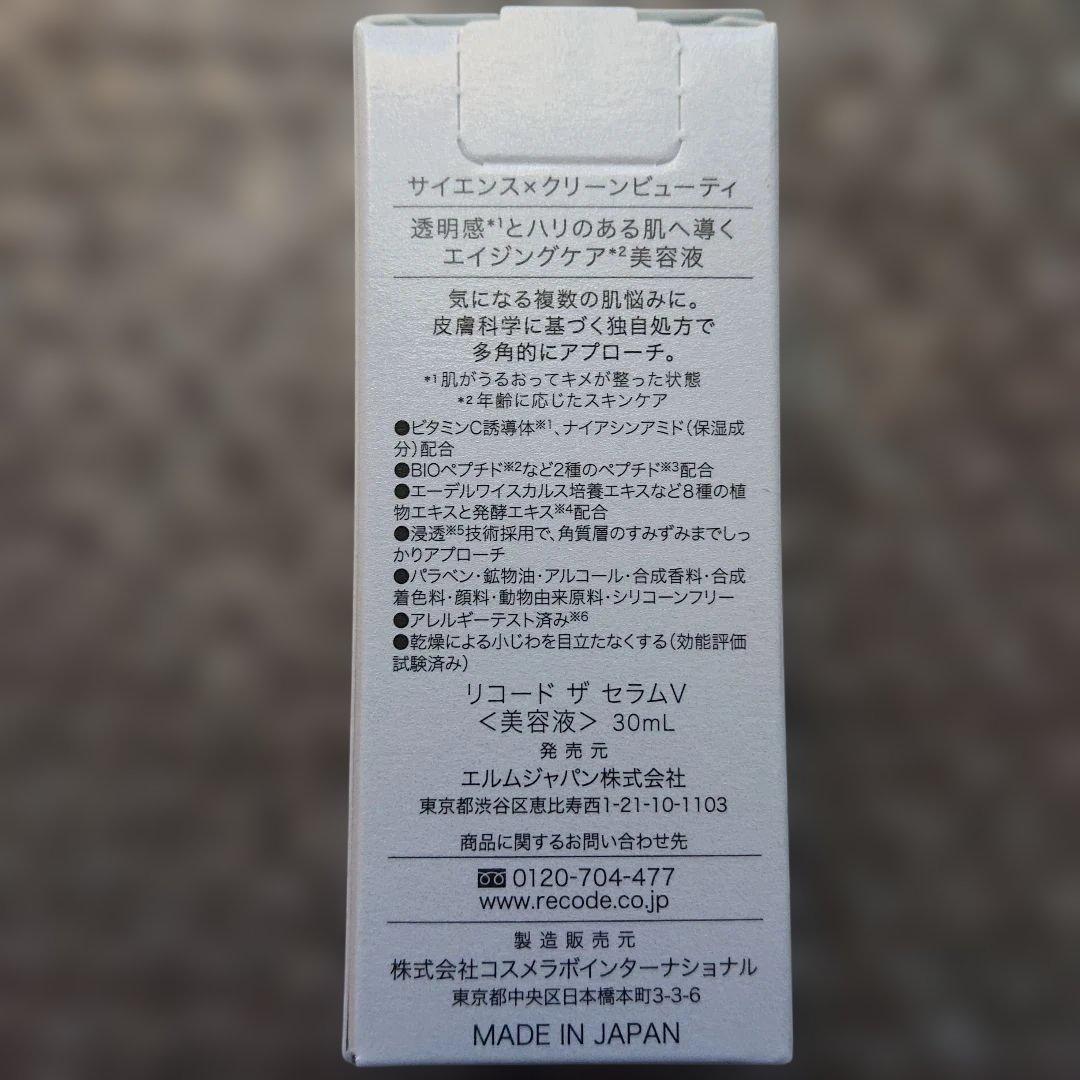 サイエンス×クリーンビューティ
透明感*1とハリのある肌へ導く
エイジングケア*2美容液
気になる複数の肌悩みに。
皮膚科学に基づく独自処方で
多角的にアプローチ。
*1肌がうるおってキメが整った状態
*2年齢に応じたスキンケア
●ビタミンC誘導体※1、ナイアシンアミド(保湿成
分)配合
●BIOペプチド※2など2種のペプチド※3配合
●エーデルワイスカルス培養エキスなど8種の植
物エキスと発酵エキス※4配合
●浸透※5技術採用で、角質層のすみずみまでしっ
かりアプローチ
●パラベン・鉱物油・アルコール・合成香料・合成
着色料・顔料・動物由来原料・シリコーンフリー
●アレルギーテスト済み※6
●乾燥による小じわを目立たなくする(効能評価
試験済み)
リコード ザ セラムV
<美容液> 30mL
発売元
エルムジャパン株式会社
東京都渋谷区恵比寿西1-21-10-1103
商品に関するお問い合わせ先
0120-704-477
www.recode.co.jp
製造販売元
株式会社コスメラボインターナショナル
東京都中央区日本橋本町3-3-6
MADE IN JAPAN